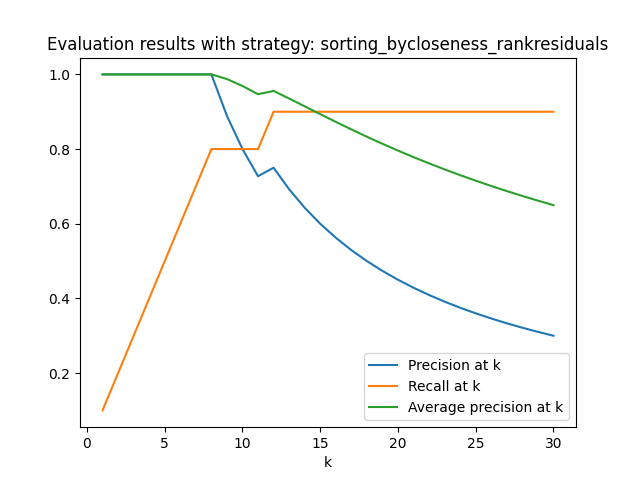 Evaluation results with strategy: sorting_bycloseness_rankresiduals
1.0
0.8
0.6
0.4
0.2
0 5 10 15 20 25 30
k
Precision at k
Recall at k
Average precision at k